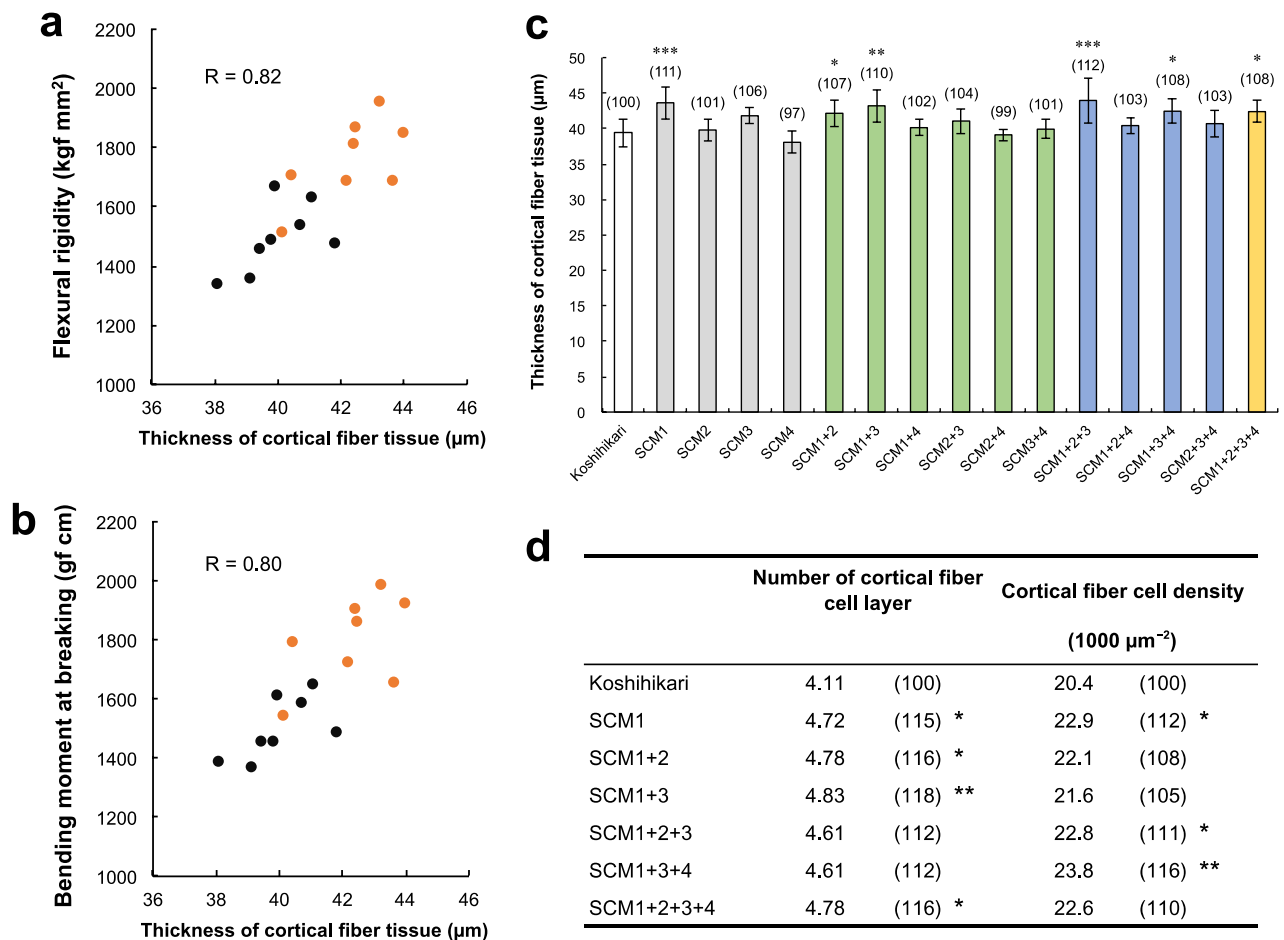 a
R = 0.82
Flexural rigidity (kgf mm²)
2200
2000
1800
1600
1400
1200
1000
36 38 40 42 44 46
Thickness of cortical fiber tissue (µm)
b
R = 0.80
Bending moment at breaking (gf cm)
2200
2000
1800
1600
1400
1200
1000
36 38 40 42 44 46
Thickness of cortical fiber tissue (µm)
c
Thickness of cortical fiber tissue (µm)
50
45
40
35
30
25
20
15
10
5
0
*** * ** *** * *
(100) (111) (101) (106) (97) (107) (110) (102) (104) (99) (101) (112) (103) (108) (103) (108)
Koshihikari SCM1 SCM2 SCM3 SCM4 SCM1+2 SCM1+3 SCM1+4 SCM2+3 SCM2+4 SCM3+4 SCM1+2+3 SCM1+2+4 SCM1+3+4 SCM2+3+4 SCM1+2+3+4
d
Number of cortical fiber
cell layer
Cortical fiber cell density
(1000 µm⁻²)
Koshihikari 4.11 (100) 20.4 (100)
SCM1 4.72 (115) * 22.9 (112) *
SCM1+2 4.78 (116) * 22.1 (108)
SCM1+3 4.83 (118) ** 21.6 (105)
SCM1+2+3 4.61 (112) 22.8 (111) *
SCM1+3+4 4.61 (112) 23.8 (116) **
SCM1+2+3+4 4.78 (116) * 22.6 (110)